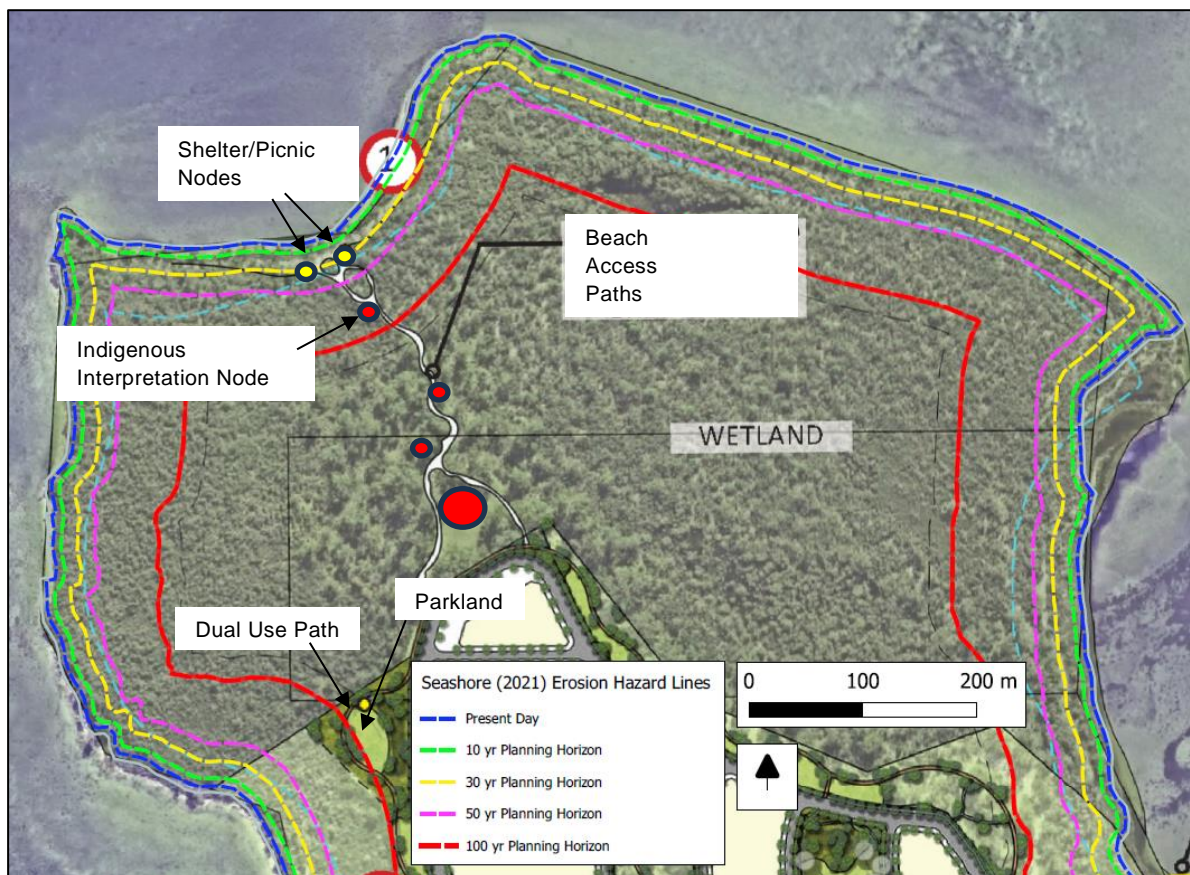 Shelter/Picnic
Nodes
1
Beach
Access
Paths
Indigenous
Interpretation Node
WETLAND
Parkland
Dual Use Path
Seashore (2021) Erosion Hazard Lines
Present Day
10 yr Planning Horizon
30 yr Planning Horizon
50 yr Planning Horizon
100 yr Planning Horizon
0 100 200 m